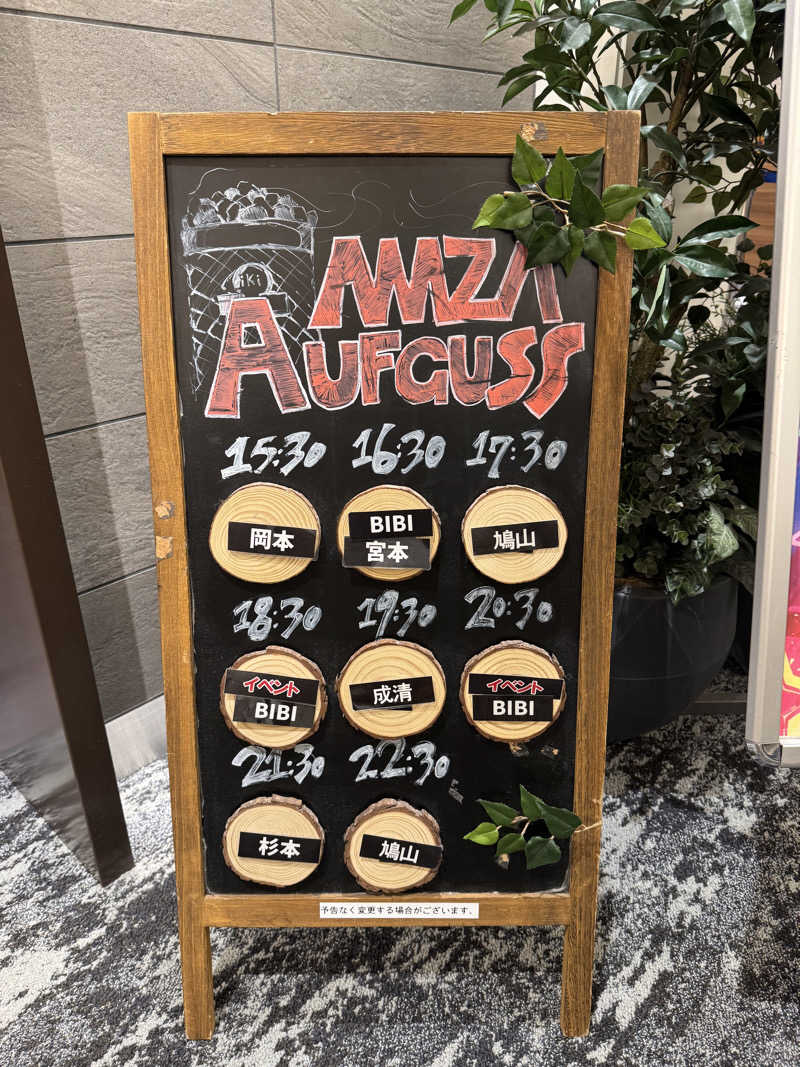 iKi
AMZA
AUFGUSS
15:30 16:30 17:30
岡本
BIBI
宮本
鳩山
18:30 19:30 20:30
イベント
BIBI
成清
イベント
BIBI
21:30 22:30
杉本
鳩山
予告なく変更する場合がございます。